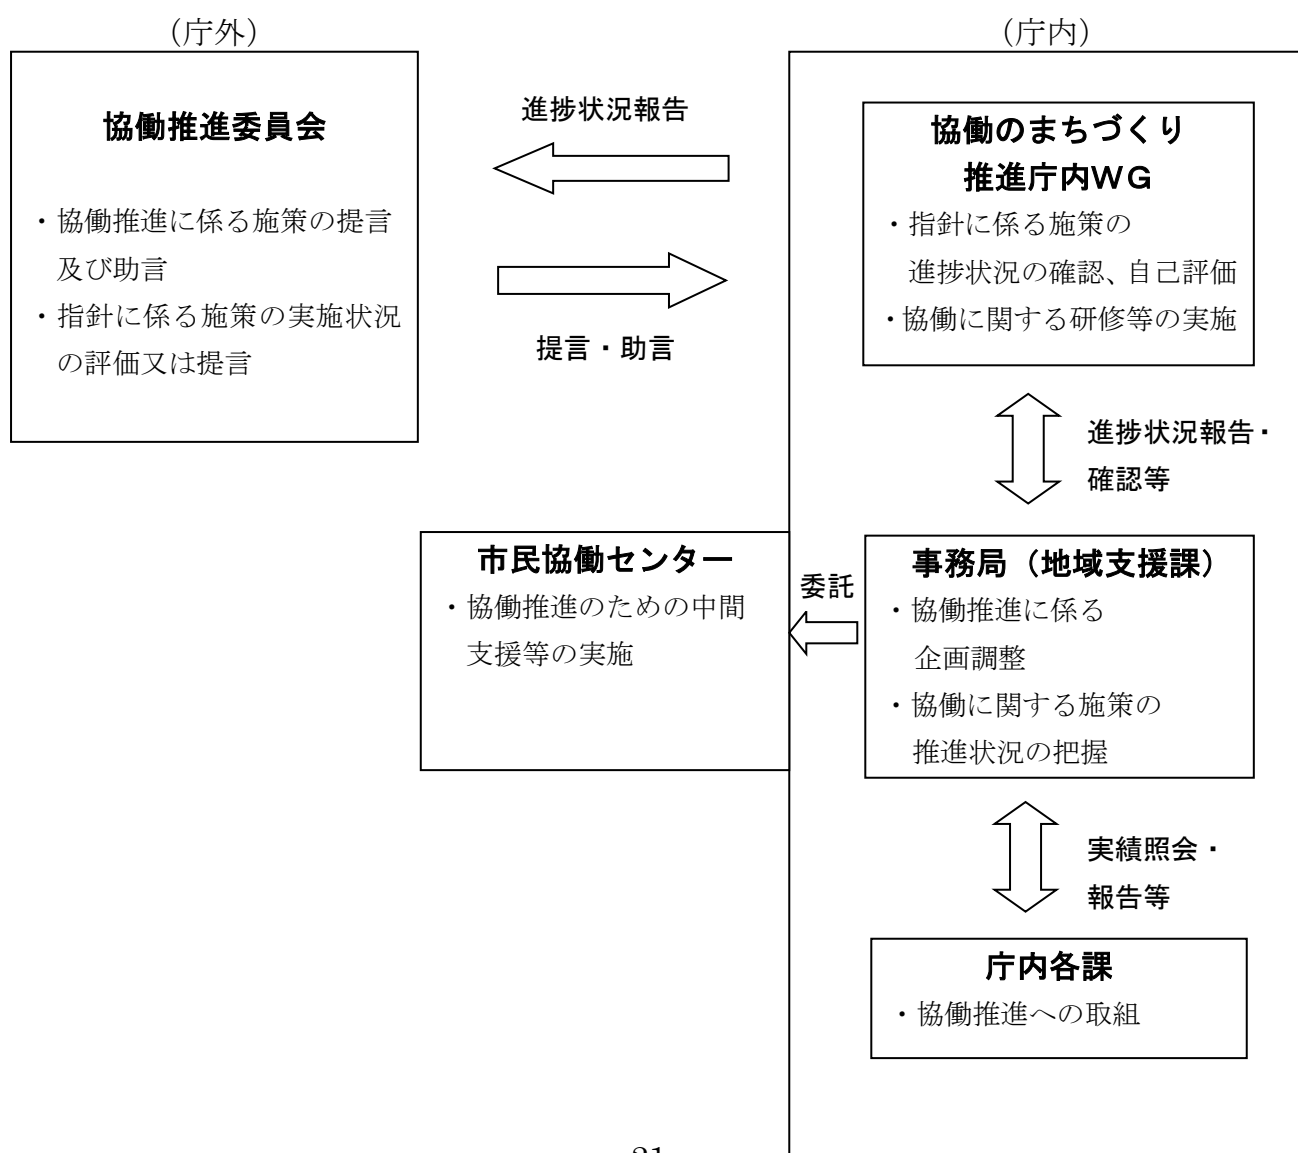 (庁外)
協働推進委員会
・協働推進に係る施策の提言
及び助言
・指針に係る施策の実施状況
の評価又は提言
進捗状況報告
提言・助言
(庁内)
協働のまちづくり
推進庁内WG
・指針に係る施策の
進捗状況の確認、自己評価
・協働に関する研修等の実施
進捗状況報告・
確認等
市民協働センター
・協働推進のための中間
支援等の実施
委託
事務局(地域支援課)
・協働推進に係る
企画調整
・協働に関する施策の
推進状況の把握
実績照会・
報告等
庁内各課
・協働推進への取組